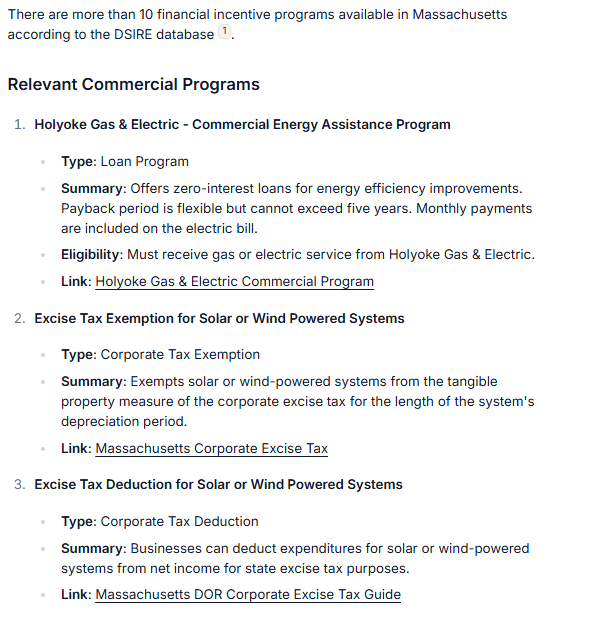 There are more than 10 financial incentive programs available in Massachusetts
according to the DSIRE database 1.
Relevant Commercial Programs
1. Holyoke Gas & Electric - Commercial Energy Assistance Program
Type: Loan Program
Summary: Offers zero-interest loans for energy efficiency improvements.
Payback period is flexible but cannot exceed five years. Monthly payments
are included on the electric bill.
Eligibility: Must receive gas or electric service from Holyoke Gas & Electric.
Link: Holyoke Gas & Electric Commercial Program
2. Excise Tax Exemption for Solar or Wind Powered Systems
Type: Corporate Tax Exemption
Summary: Exempts solar or wind-powered systems from the tangible
property measure of the corporate excise tax for the length of the system's
depreciation period.
Link: Massachusetts Corporate Excise Tax
3. Excise Tax Deduction for Solar or Wind Powered Systems
Type: Corporate Tax Deduction
Summary: Businesses can deduct expenditures for solar or wind-powered
systems from net income for state excise tax purposes.
Link: Massachusetts DOR Corporate Excise Tax Guide